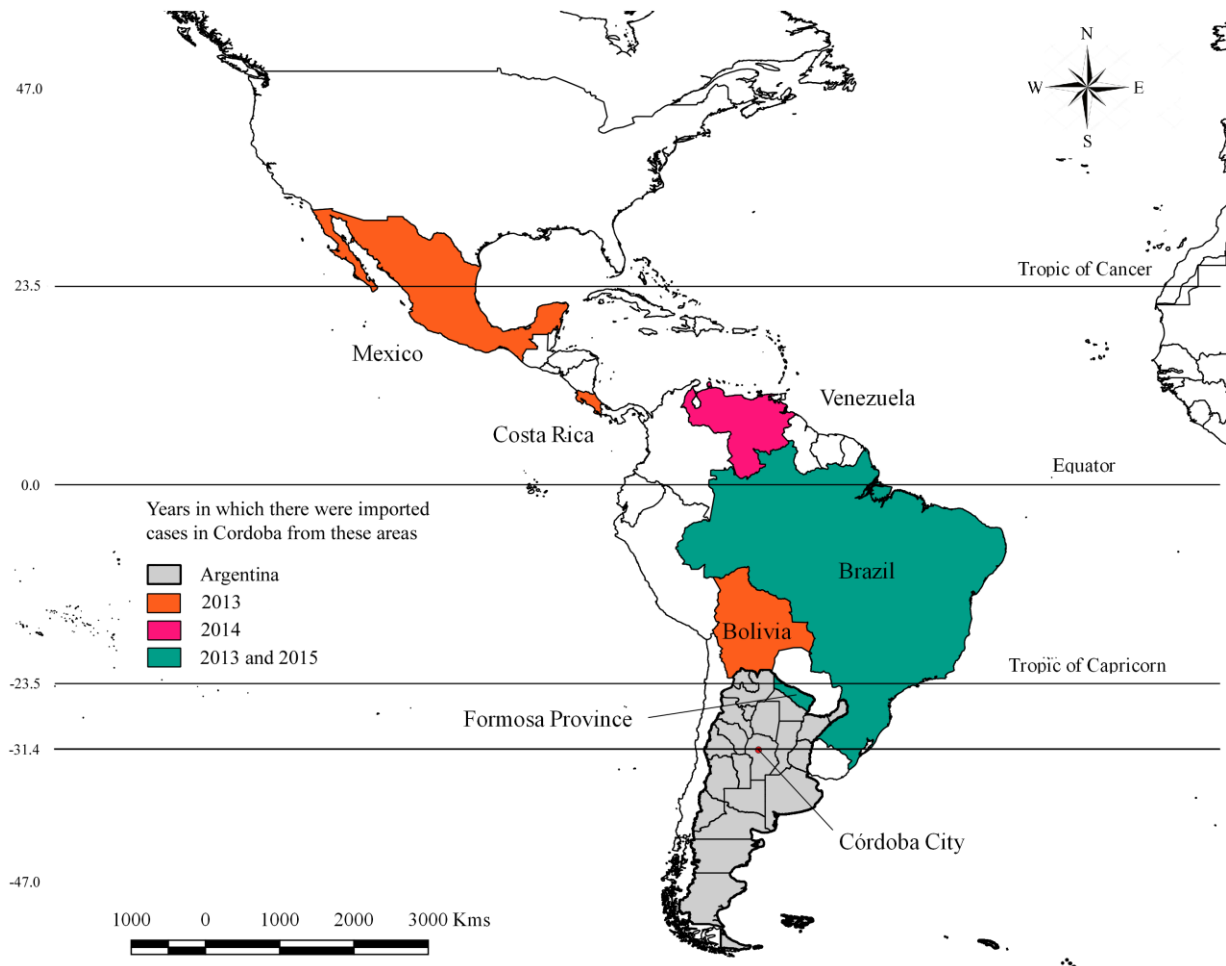 N
47.0
W
E
S
Tropic of Cancer
23.5
Mexico
Venezuela
Costa Rica
Equator
0.0
Years in which there were imported
cases in Cordoba from these areas
Argentina
2013
2014
2013 and 2015
Brazil
Bolivia
Tropic of Capricorn
-23.5
Formosa Province
-31.4
Córdoba City
-47.0
1000 0 1000 2000 3000 Kms